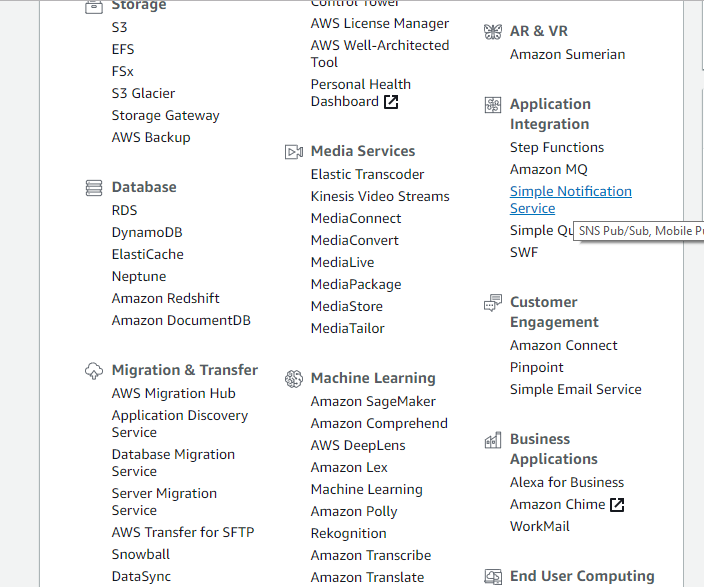 Storage
S3
EFS
FSx
S3 Glacier
Storage Gateway
AWS Backup
Database
RDS
DynamoDB
ElastiCache
Neptune
Amazon Redshift
Amazon DocumentDB
Migration & Transfer
AWS Migration Hub
Application Discovery
Service
Database Migration
Service
Server Migration
Service
AWS Transfer for SFTP
Snowball
DataSync
Control Tower
AWS License Manager
AWS Well-Architected
Tool
Personal Health
Dashboard
Media Services
Elastic Transcoder
Kinesis Video Streams
MediaConnect
MediaConvert
MediaLive
MediaPackage
MediaStore
MediaTailor
Machine Learning
Amazon SageMaker
Amazon Comprehend
AWS DeepLens
Amazon Lex
Machine Learning
Amazon Polly
Rekognition
Amazon Transcribe
Amazon Translate
AR & VR
Amazon Sumerian
Application
Integration
Step Functions
Amazon MQ
Simple Notification
Service
Simple Qu
SNS Pub/Sub, Mobile Pu
SWF
Customer
Engagement
Amazon Connect
Pinpoint
Simple Email Service
Business
Applications
Alexa for Business
Amazon Chime
WorkMail
End User Computing